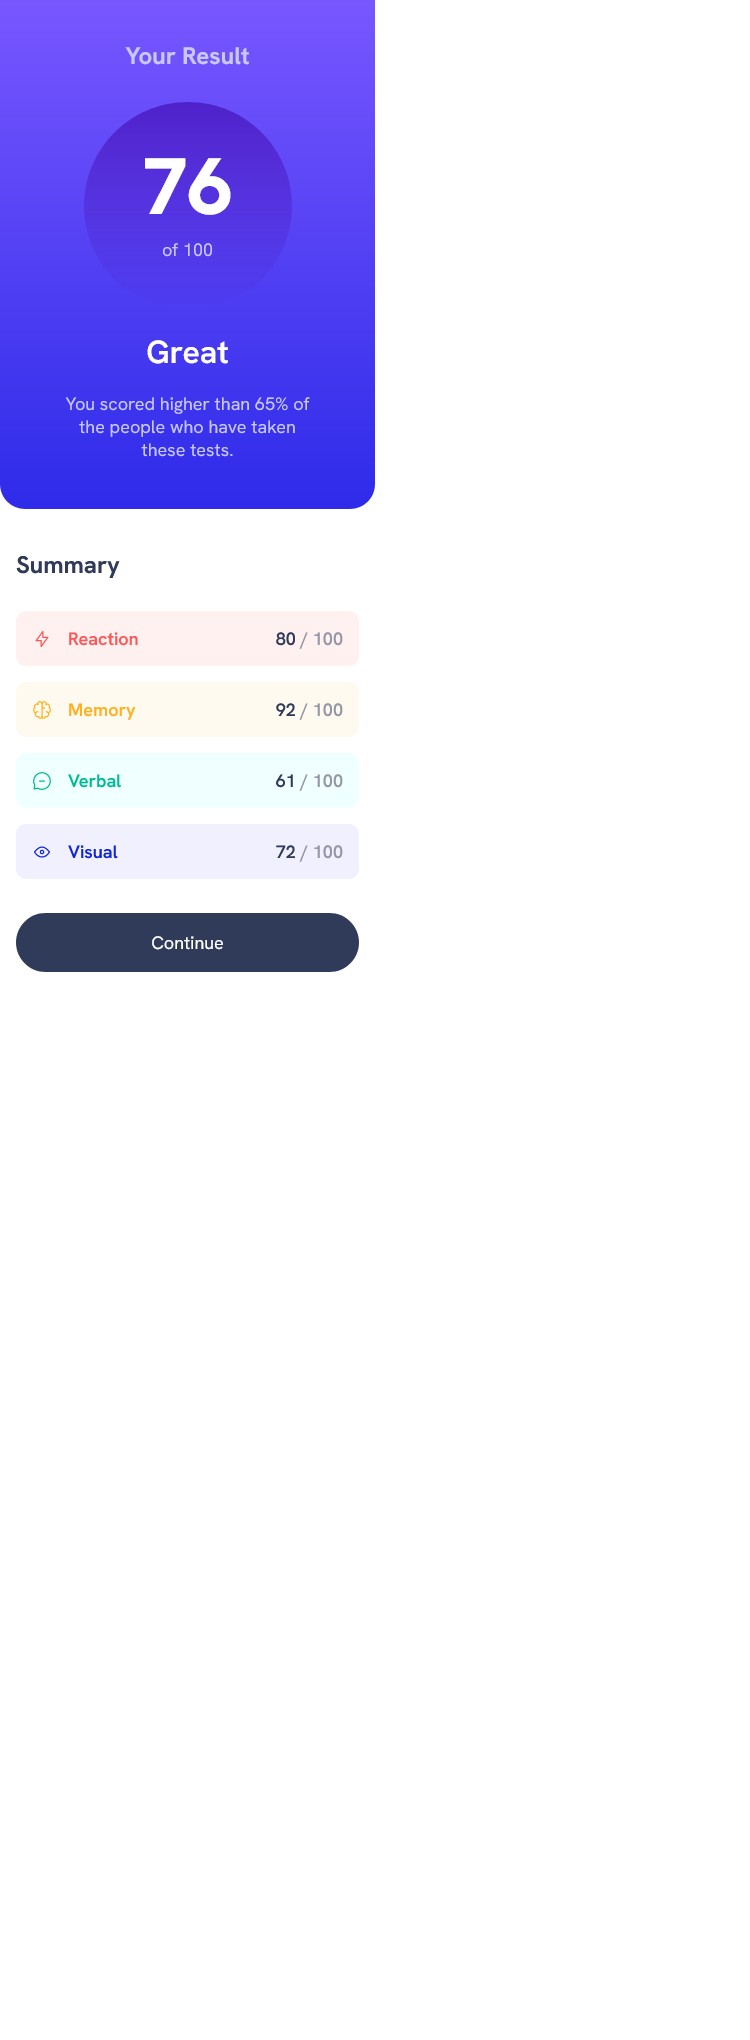 Your Result
76
of 100
Great
You scored higher than 65% of
the people who have taken
these tests.
Summary
Reaction 80 / 100
Memory 92 / 100
Verbal 61 / 100
Visual 72 / 100
Continue